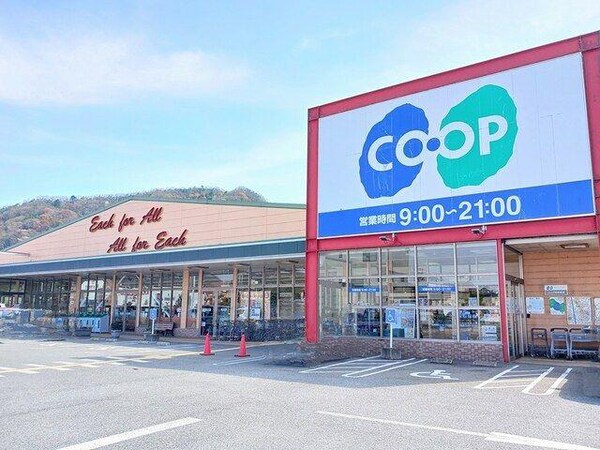 Each for All
All for Each
CO·OP
営業時間 9:00~21:00